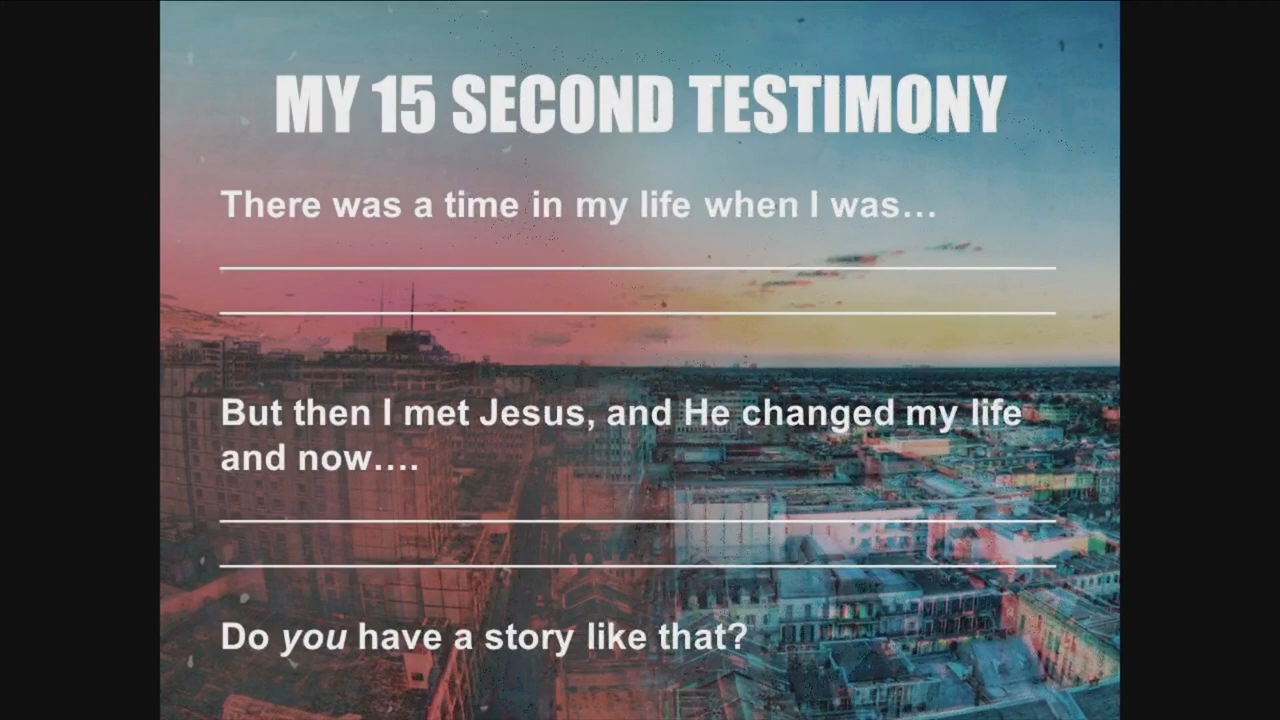 MY 15 SECOND TESTIMONY
There was a time in my life when I was…
But then I met Jesus, and He changed my life
and now….
Do you have a story like that?